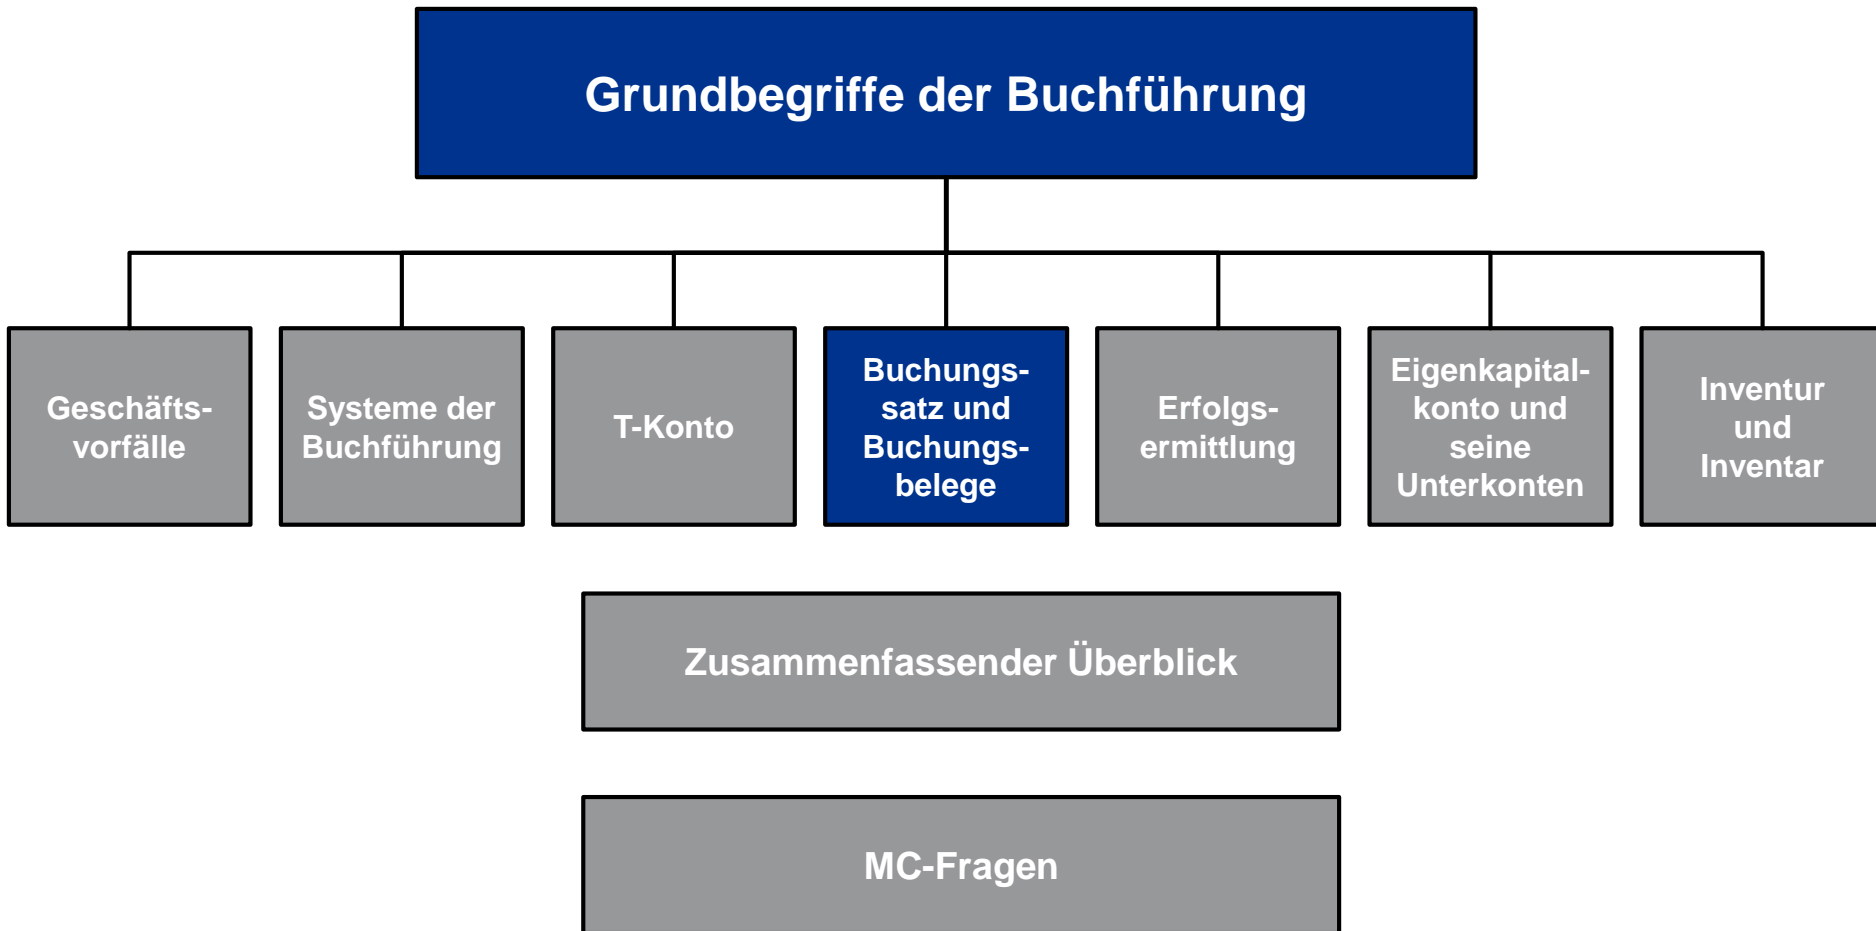 Grundbegriffe der Buchführung
Geschäfts-
vorfälle
Systeme der
Buchführung
T-Konto
Buchungs-
satz und
Buchungs-
belege
Erfolgs-
ermittlung
Eigenkapital-
konto und
seine
Unterkonten
Inventur
und
Inventar
Zusammenfassender Überblick
MC-Fragen